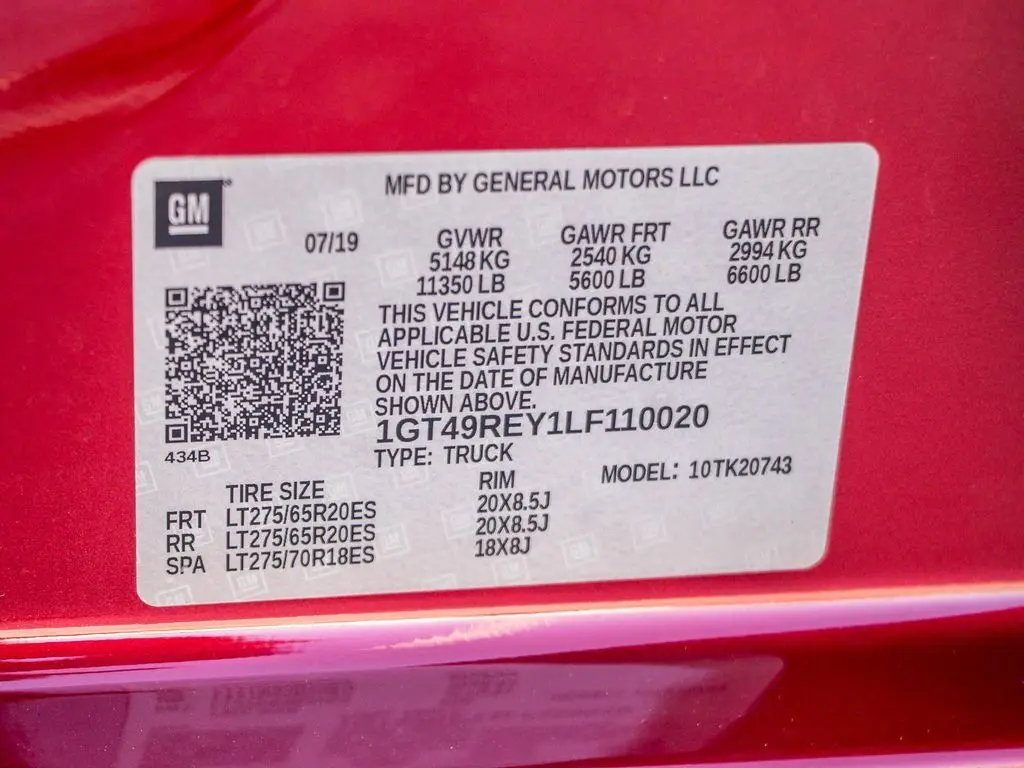 GM
MFD BY GENERAL MOTORS LLC
07/19
GVWR GAWR FRT GAWR RR
5148 KG 2540 KG 2994 KG
11350 LB 5600 LB 6600 LB
THIS VEHICLE CONFORMS TO ALL
APPLICABLE U.S. FEDERAL MOTOR
VEHICLE SAFETY STANDARDS IN EFFECT
ON THE DATE OF MANUFACTURE
SHOWN ABOVE.
1GT49REY1LF110020
434B
TYPE: TRUCK
MODEL: 10TK20743
TIRE SIZE RIM
FRT LT275/65R20ES 20X8.5J
RR LT275/65R20ES 20X8.5J
SPA LT275/70R18ES 18X8J